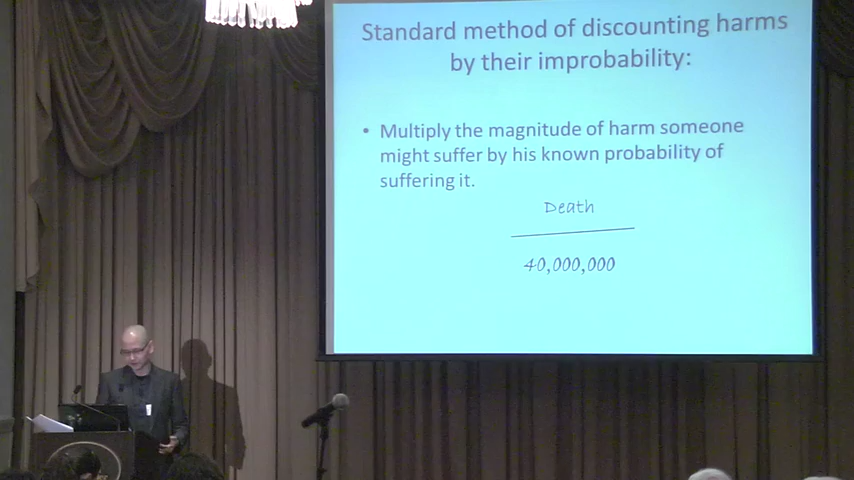 Standard method of discounting harms
by their improbability:
• Multiply the magnitude of harm someone
might suffer by his known probability of
suffering it.
Death
40,000,000